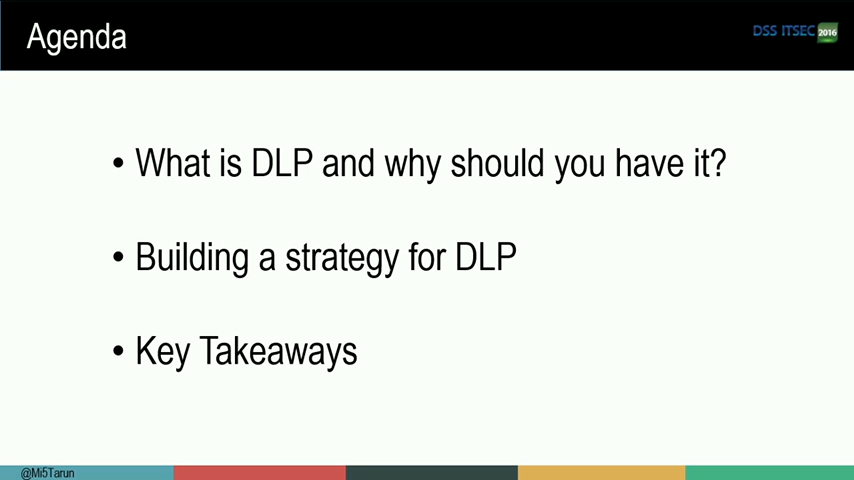 Agenda
DSS ITSEC 2016
• What is DLP and why should you have it?
• Building a strategy for DLP
• Key Takeaways
@Mi5Tarun